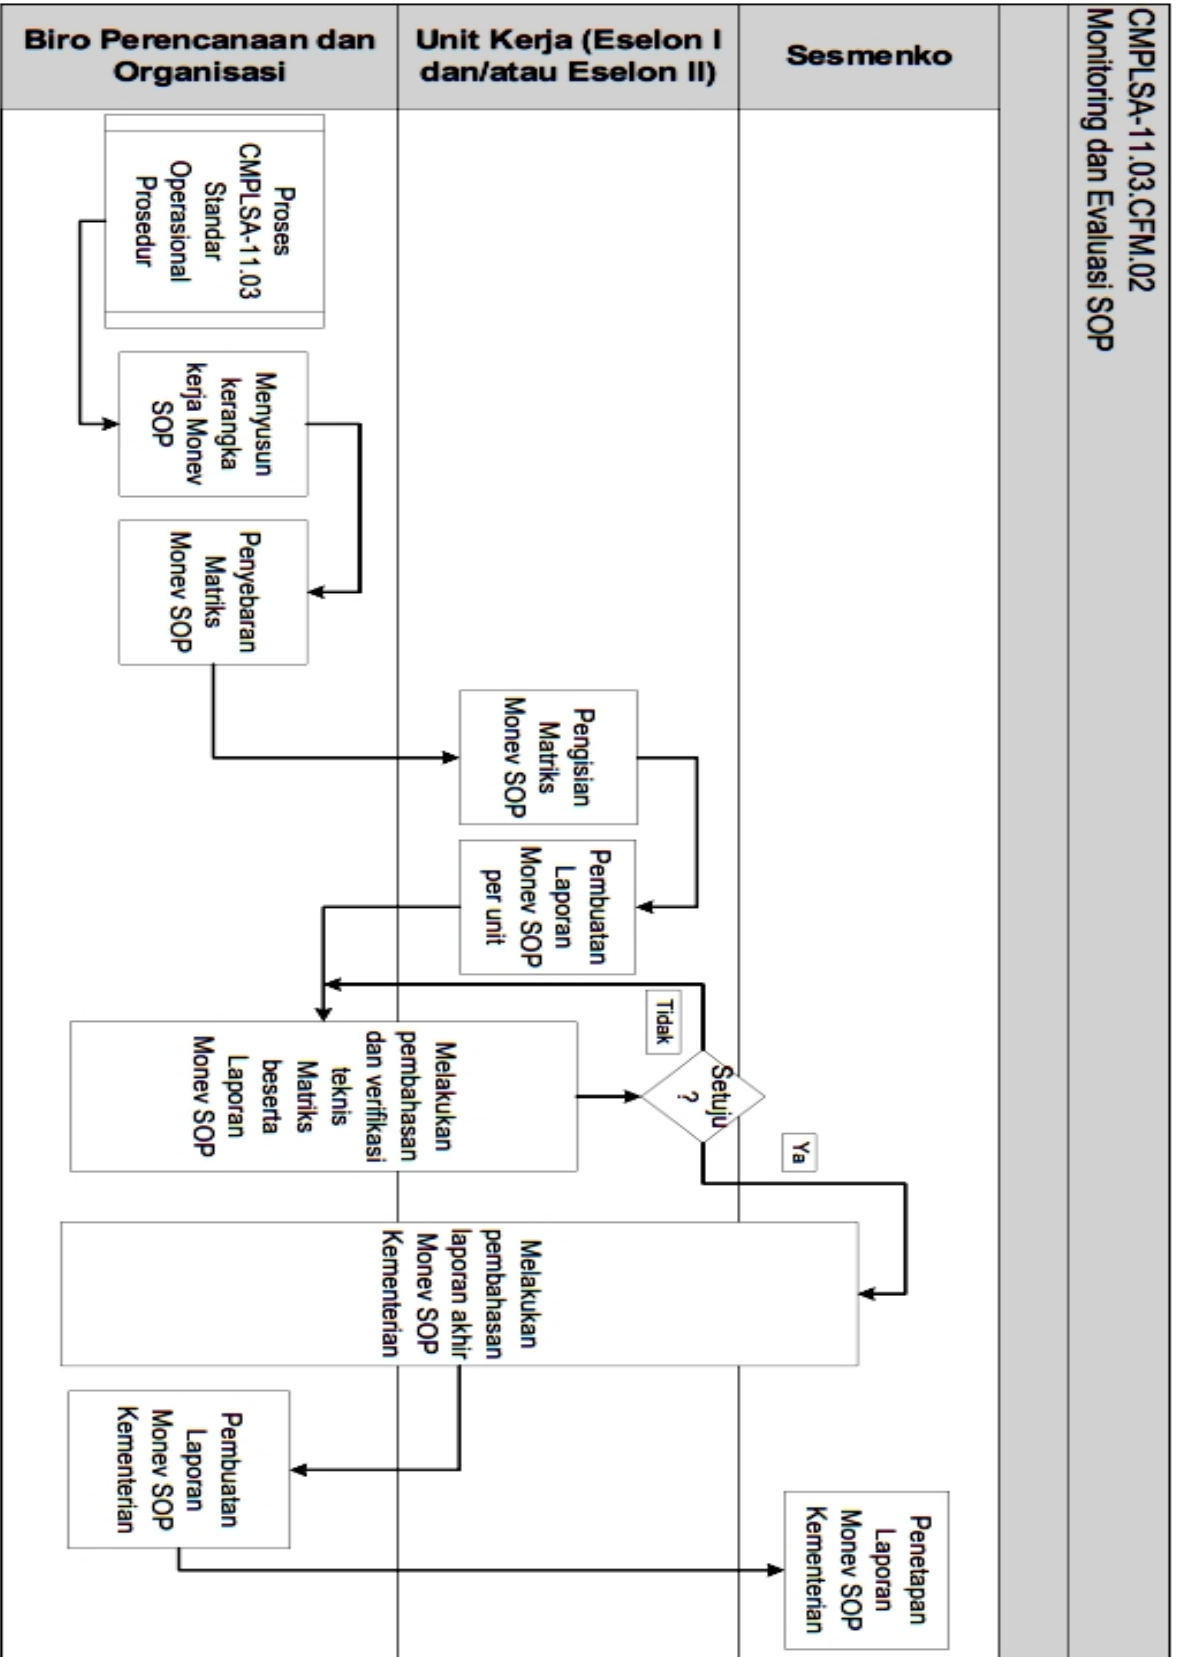 CMPLSA-11.03.CFM.02
Monitoring dan Evaluasi SOP
Biro Perencanaan dan
Organisasi
Unit Kerja (Eselon I
dan/atau Eselon II)
Sesmenko
Proses
CMPLSA-11.03
Standar
Operasional
Prosedur
Menyusun
kerangka
kerja Monev
SOP
Penyebaran
Matriks
Monev SOP
Pengisian
Matriks
Monev SOP
Pembuatan
Laporan
Monev SOP
per unit
Melakukan
pembahasan
dan verifikasi
teknis
Matriks
beserta
Laporan
Monev SOP
Setuju
?
Tidak
Ya
Melakukan
pembahasan
laporan akhir
Monev SOP
Kementerian
Pembuatan
Laporan
Monev SOP
Kementerian
Penetapan
Laporan
Monev SOP
Kementerian